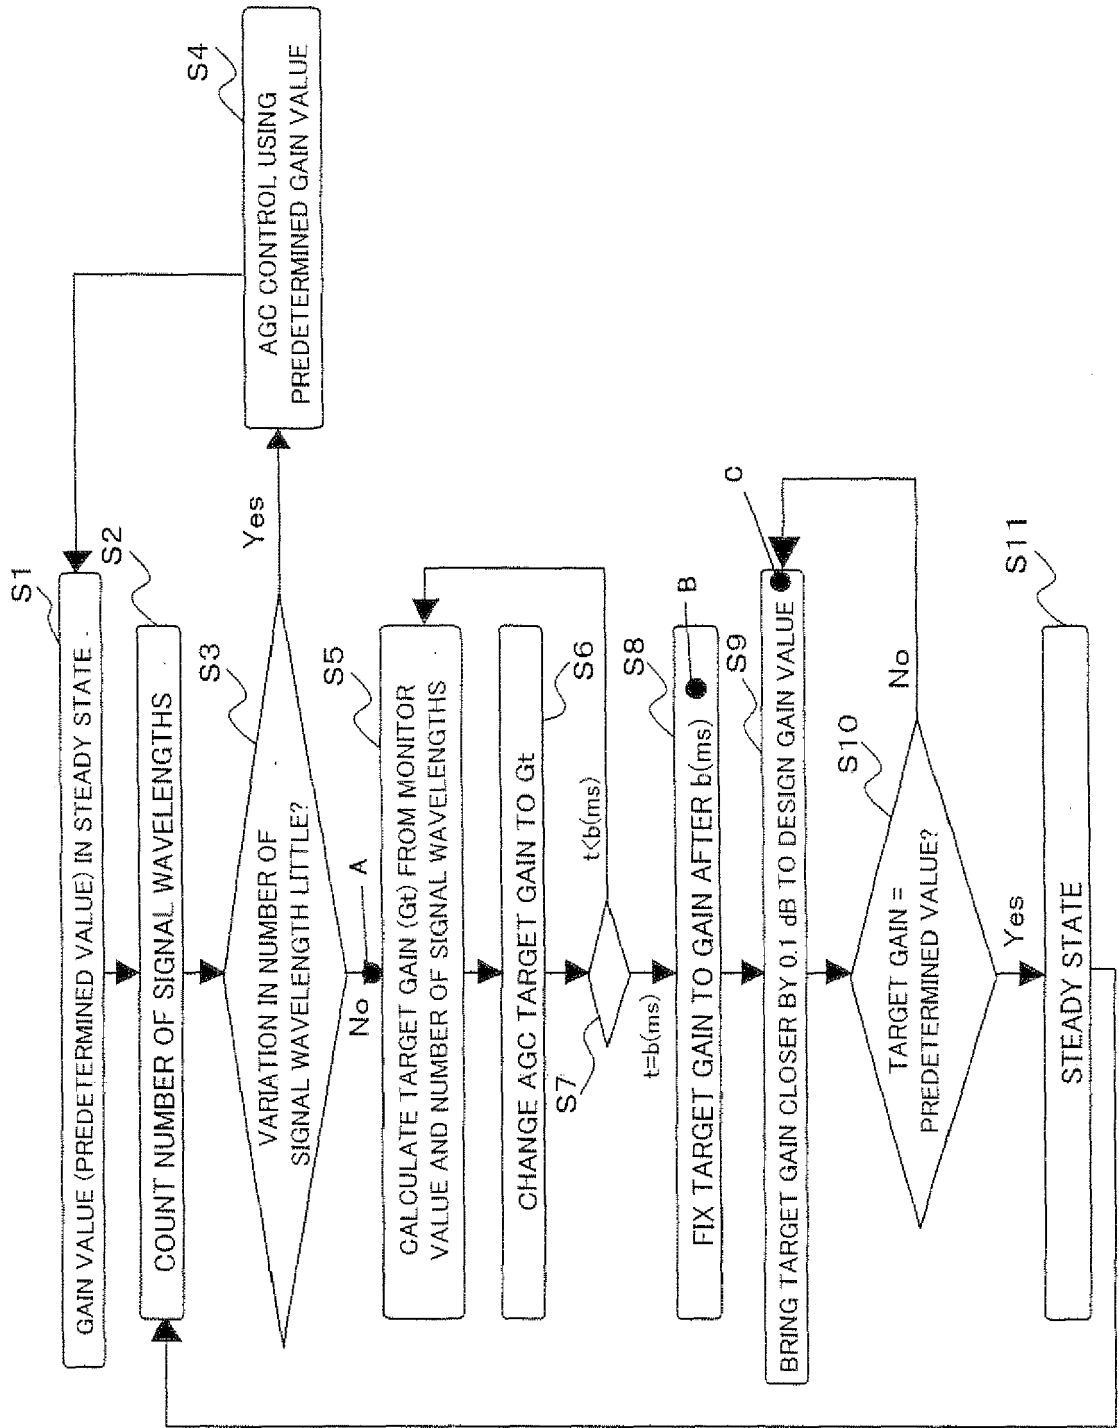 S1
GAIN VALUE (PREDETERMINED VALUE) IN STEADY STATE
S2
COUNT NUMBER OF SIGNAL WAVELENGTHS
S3
VARIATION IN NUMBER OF
SIGNAL WAVELENGTH LITTLE?
Yes
S4
AGC CONTROL USING
PREDETERMINED GAIN VALUE
No
A
S5
CALCULATE TARGET GAIN (Gt) FROM MONITOR
VALUE AND NUMBER OF SIGNAL WAVELENGTHS
S6
CHANGE AGC TARGET GAIN TO Gt
S7
t<b(ms)
t=b(ms)
S8
FIX TARGET GAIN TO GAIN AFTER b(ms)
B
S9
BRING TARGET GAIN CLOSER BY 0.1 dB TO DESIGN GAIN VALUE
C
S10
TARGET GAIN =
PREDETERMINED VALUE?
No
Yes
S11
STEADY STATE